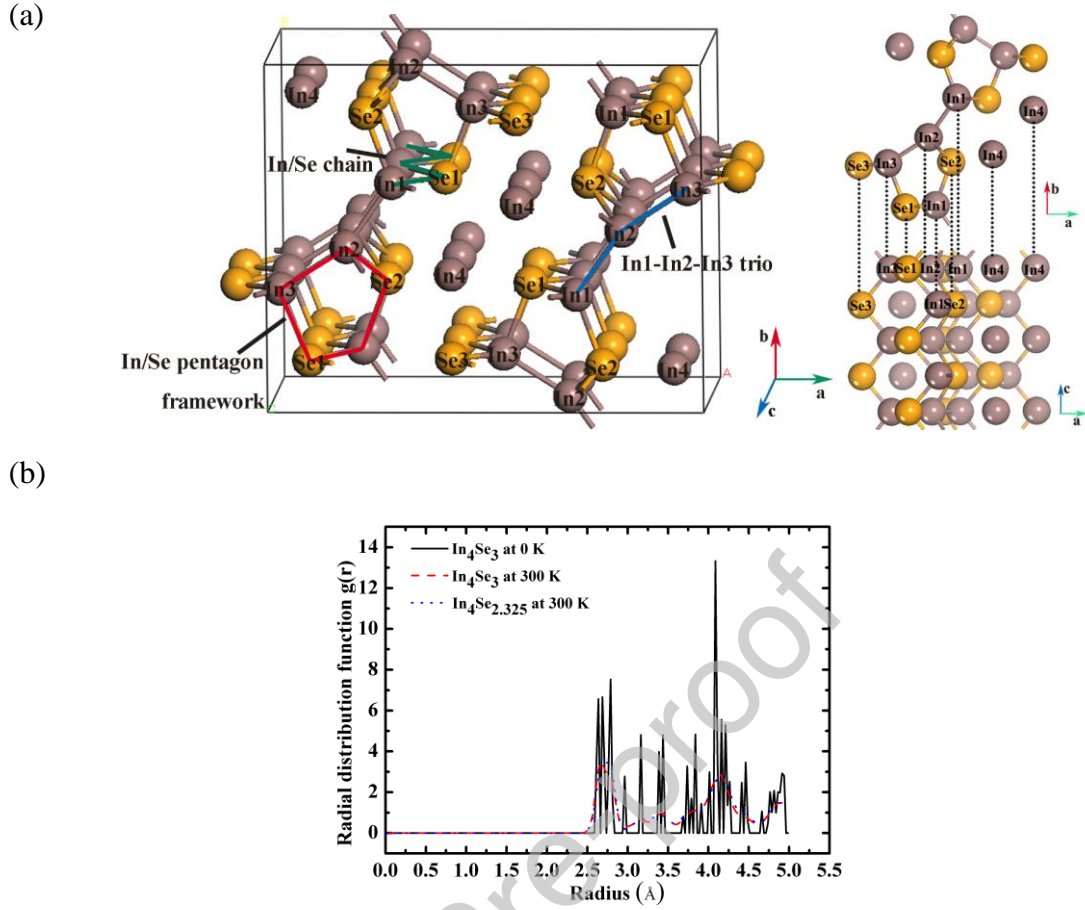 (a)
B
In2
In4
In3
Se2
Se3
In/Se chain
In1
Se1
In2
In3
Se2
In4
In/Se pentagon
Se1
framework
In1
Se1
Se2
In3
In4
n2
In1-In2-In3 trio
In4
Se1
In1
Se3
In3
Se2
In4
n2
A
b
a
c
In1
In4
In2
Se3
In3
Se2
In4
Se1
In1
b
a
In3
Se1
In2
In1
In4
In4
Se3
In1
Se2
c
a
(b)
Radial distribution function g(r)
14
12
10
8
6
4
2
0
In4Se3 at 0 K
In4Se3 at 300 K
In4Se2.325 at 300 K
0.0 0.5 1.0 1.5 2.0 2.5 3.0 3.5 4.0 4.5 5.0 5.5
Radius (Å)
re-proof